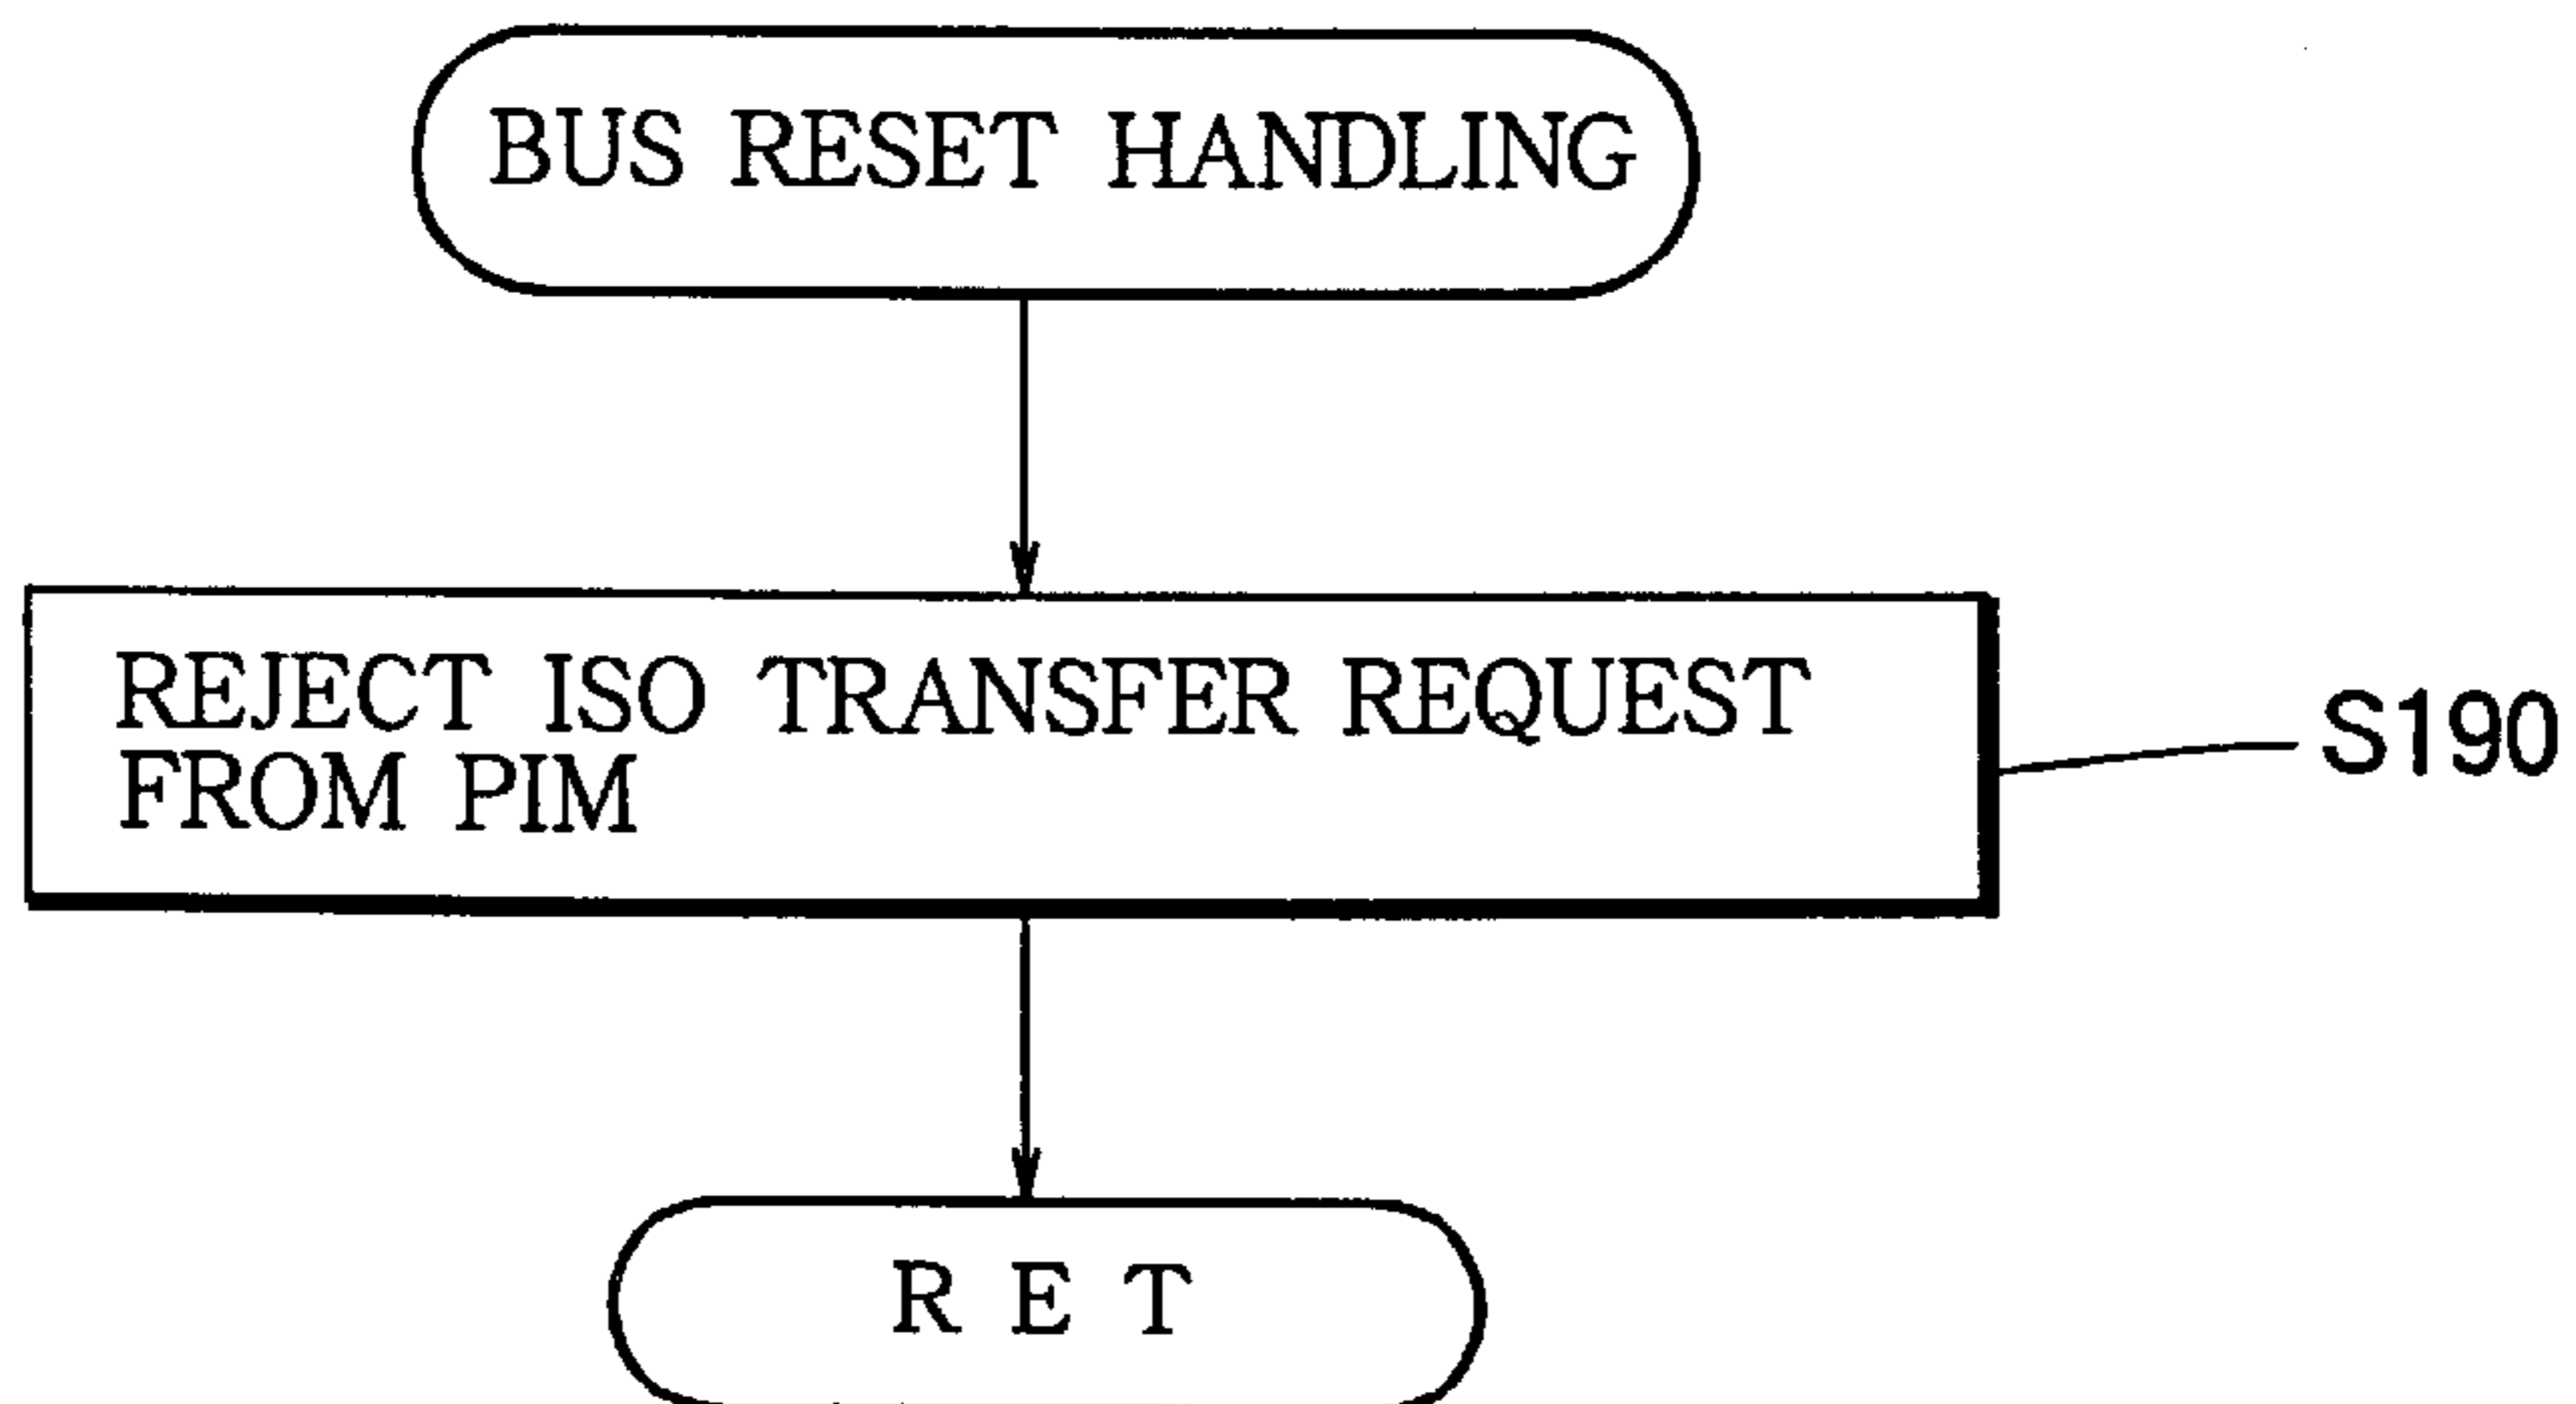 BUS RESET HANDLING
REJECT ISO TRANSFER REQUEST
FROM PIM
S190
R E T